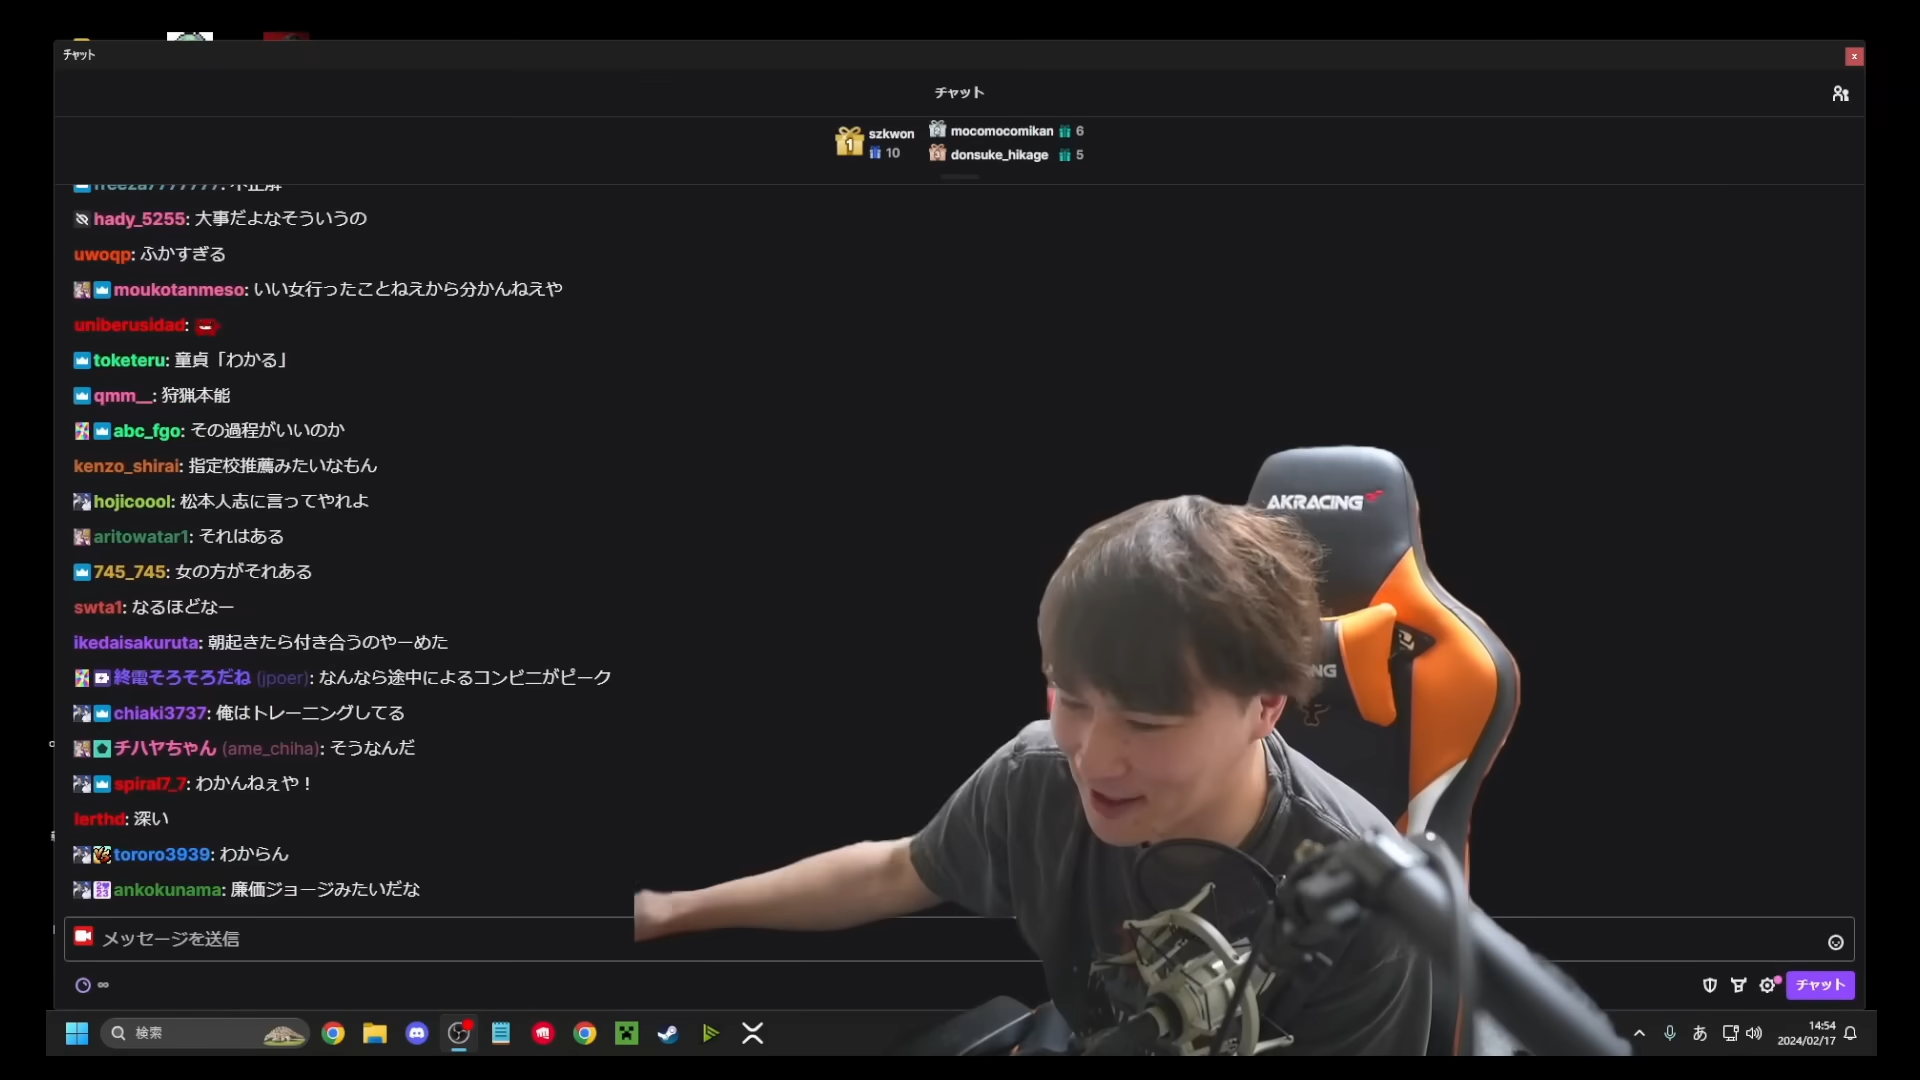 チャット
チャット
1
szkwon
10
2
mocomocomikan 6
3
donsuke_hikage 5
freeza7777777: 不正解
hady_5255: 大事だよなそういうの
uwoqp: ふかすぎる
moukotanmeso: いい女行ったことねえから分かんねえや
uniberusidad:
toketeru: 童貞「わかる」
qmm__: 狩猟本能
abc_fgo: その過程がいいのか
kenzo_shirai: 指定校推薦みたいなもん
hojicoool: 松本人志に言ってやれよ
aritowatar1: それはある
745_745: 女の方がそれある
swta1: なるほどなー
ikedaisakuruta: 朝起きたら付き合うのやーめた
終電そろそろだね (jpoer): なんなら途中によるコンビニがピーク
chiaki3737: 俺はトレーニングしてる
チハヤちゃん (ame_chiha): そうなんだ
spiral7_7: わかんねぇや！
lerthd: 深い
tororo3939: わからん
ankokunama: 廉価ジョージみたいだな
AKRACING
NG
メッセージを送信
∞
チャット
検索
あ
14:54
2024/02/17